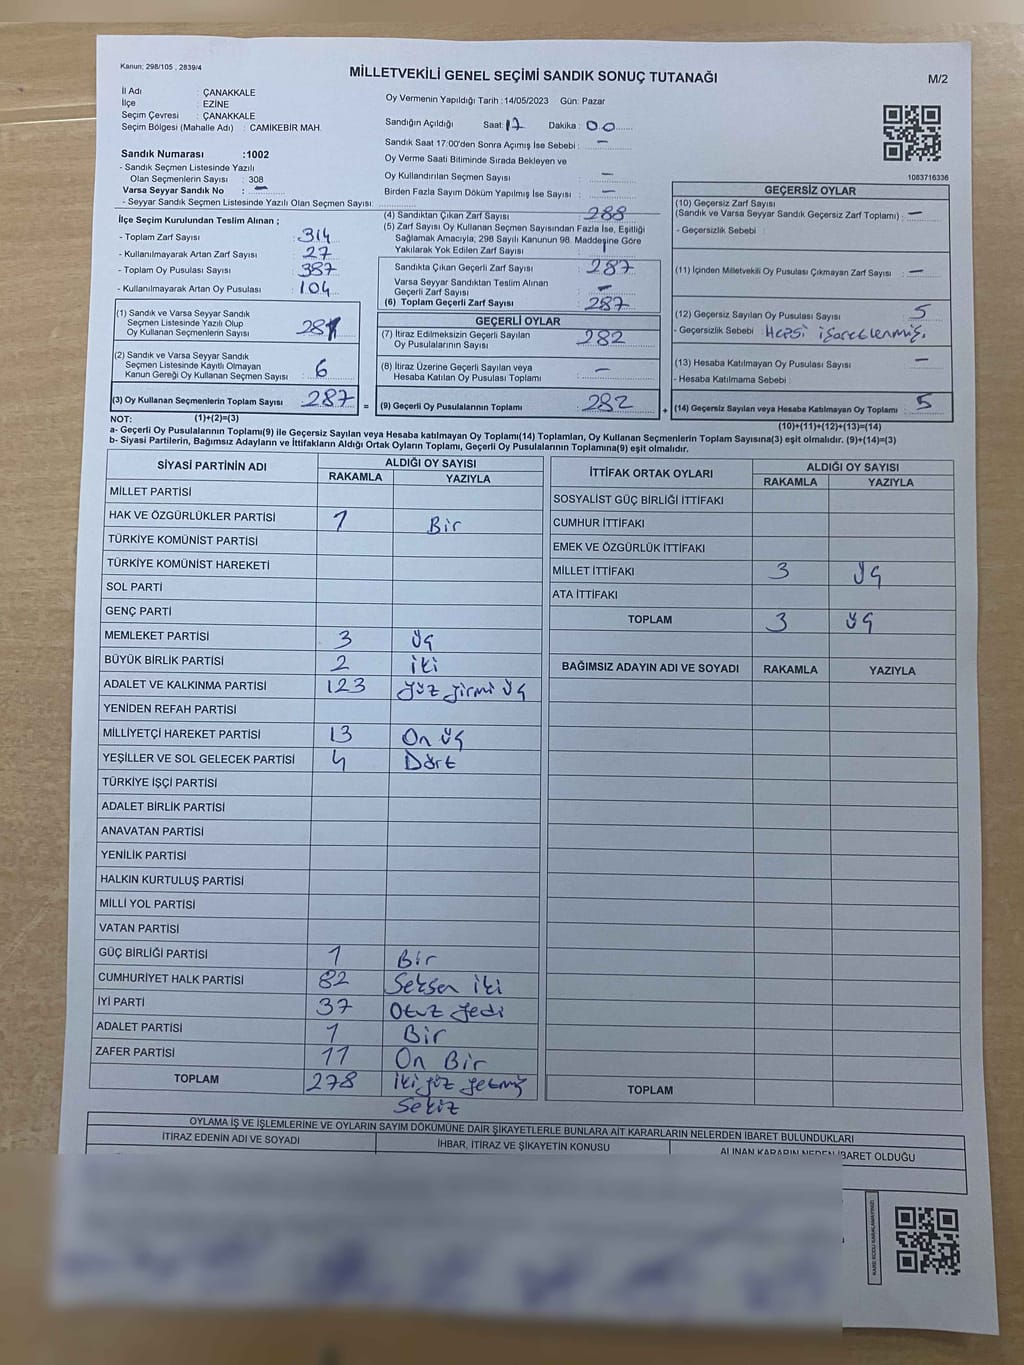 Kanun: 298/105 , 2839/4
MİLLETVEKİLİ GENEL SEÇİMİ SANDIK SONUÇ TUTANAĞI
M/2
İl Adı : ÇANAKKALE
İlçe : EZİNE
Seçim Çevresi : ÇANAKKALE
Seçim Bölgesi (Mahalle Adı) : CAMİKEBİR MAH.
Sandık Numarası :1002
- Sandık Seçmen Listesinde Yazılı
Olan Seçmenlerin Sayısı : 308
Varsa Seyyar Sandık No : —
- Seyyar Sandık Seçmen Listesinde Yazılı Olan Seçmen Sayısı:
Oy Vermenin Yapıldığı Tarih :14/05/2023 Gün: Pazar
Sandığın Açıldığı Saat: 17 Dakika : 00
Sandık Saat 17:00'den Sonra Açımış İse Sebebi : —
Oy Verme Saati Bitiminde Sırada Bekleyen ve
Oy Kullandırılan Seçmen Sayısı : —
Birden Fazla Sayım Döküm Yapılmış İse Sayısı : —
1083716336
İlçe Seçim Kurulundan Teslim Alınan ;
- Toplam Zarf Sayısı : 314
- Kullanılmayarak Artan Zarf Sayısı : 27
- Toplam Oy Pusulası Sayısı : 387
- Kullanılmayarak Artan Oy Pusulası : 104
(1) Sandık ve Varsa Seyyar Sandık
Seçmen Listesinde Yazılı Olup
Oy Kullanan Seçmenlerin Sayısı : 281
(2) Sandık ve Varsa Seyyar Sandık
Seçmen Listesinde Kayıtlı Olmayan
Kanun Gereği Oy Kullanan Seçmen Sayısı : 6
(3) Oy Kullanan Seçmenlerin Toplam Sayısı : 287
(4) Sandıktan Çıkan Zarf Sayısı : 288
(5) Zarf Sayısı Oy Kullanan Seçmen Sayısından Fazla İse, Eşitliği
Sağlamak Amacıyla; 298 Sayılı Kanunun 98. Maddesine Göre
Yakılarak Yok Edilen Zarf Sayısı : 1
Sandıkta Çıkan Geçerli Zarf Sayısı : 287
Varsa Seyyar Sandıktan Teslim Alınan
Geçerli Zarf Sayısı : —
(6) Toplam Geçerli Zarf Sayısı : 287
GEÇERLİ OYLAR
(7) İtiraz Edilmeksizin Geçerli Sayılan
Oy Pusulalarının Sayısı : 282
(8) İtiraz Üzerine Geçerli Sayılan veya
Hesaba Katılan Oy Pusulası Toplamı : —
= (9) Geçerli Oy Pusulalarının Toplamı : 282
GEÇERSİZ OYLAR
(10) Geçersiz Zarf Sayısı
(Sandık ve Varsa Seyyar Sandık Geçersiz Zarf Toplamı) : —
- Geçersizlik Sebebi :
(11) İçinden Milletvekili Oy Pusulası Çıkmayan Zarf Sayısı : —
(12) Geçersiz Sayılan Oy Pusulası Sayısı : 5
- Geçersizlik Sebebi : Hepsi işaretlenmiş.
(13) Hesaba Katılmayan Oy Pusulası Sayısı : —
- Hesaba Katılmama Sebebi :
+ (14) Geçersiz Sayılan veya Hesaba Katılmayan Oy Toplamı : 5
NOT: (1)+(2)=(3)
(10)+(11)+(12)+(13)=(14)
a- Geçerli Oy Pusulalarının Toplamı(9) ile Geçersiz Sayılan veya Hesaba katılmayan Oy Toplamı(14) Toplamları, Oy Kullanan Seçmenlerin Toplam Sayısına(3) eşit olmalıdır. (9)+(14)=(3)
b- Siyasi Partilerin, Bağımsız Adayların ve İttifakların Aldığı Ortak Oyların Toplamı, Geçerli Oy Pusulalarının Toplamına(9) eşit olmalıdır.
SİYASİ PARTİNİN ADI ALDIĞI OY SAYISI
RAKAMLA YAZIYLA
MİLLET PARTİSİ
HAK VE ÖZGÜRLÜKLER PARTİSİ 1 Bir
TÜRKİYE KOMÜNİST PARTİSİ
TÜRKİYE KOMÜNİST HAREKETİ
SOL PARTİ
GENÇ PARTİ
MEMLEKET PARTİSİ 3 Üç
BÜYÜK BİRLİK PARTİSİ 2 iki
ADALET VE KALKINMA PARTİSİ 123 Yüz Yirmi Üç
YENİDEN REFAH PARTİSİ
MİLLİYETÇİ HAREKET PARTİSİ 13 On Üç
YEŞİLLER VE SOL GELECEK PARTİSİ 4 Dört
TÜRKİYE İŞÇİ PARTİSİ
ADALET BİRLİK PARTİSİ
ANAVATAN PARTİSİ
YENİLİK PARTİSİ
HALKIN KURTULUŞ PARTİSİ
MİLLİ YOL PARTİSİ
VATAN PARTİSİ
GÜÇ BİRLİĞİ PARTİSİ 1 Bir
CUMHURİYET HALK PARTİSİ 82 Seksen iki
İYİ PARTİ 37 Otuz Yedi
ADALET PARTİSİ 1 Bir
ZAFER PARTİSİ 11 On Bir
TOPLAM 278 İki Yüz Yetmiş
Sekiz
İTTİFAK ORTAK OYLARI ALDIĞI OY SAYISI
RAKAMLA YAZIYLA
SOSYALİST GÜÇ BİRLİĞİ İTTİFAKI
CUMHUR İTTİFAKI
EMEK VE ÖZGÜRLÜK İTTİFAKI
MİLLET İTTİFAKI 3 Üç
ATA İTTİFAKI
TOPLAM 3 Üç
BAĞIMSIZ ADAYIN ADI VE SOYADI RAKAMLA YAZIYLA
TOPLAM
OYLAMA İŞ VE İŞLEMLERİNE VE OYLARIN SAYIM DÖKÜMÜNE DAİR ŞİKAYETLERLE BUNLARA AİT KARARLARIN NELERDEN İBARET BULUNDUKLARI
İTİRAZ EDENİN ADI VE SOYADI İHBAR, İTİRAZ VE ŞİKAYETİN KONUSU ALINAN KARARIN NEDEN İBARET OLDUĞU
KARE KODU KARALAMAYINIZ!